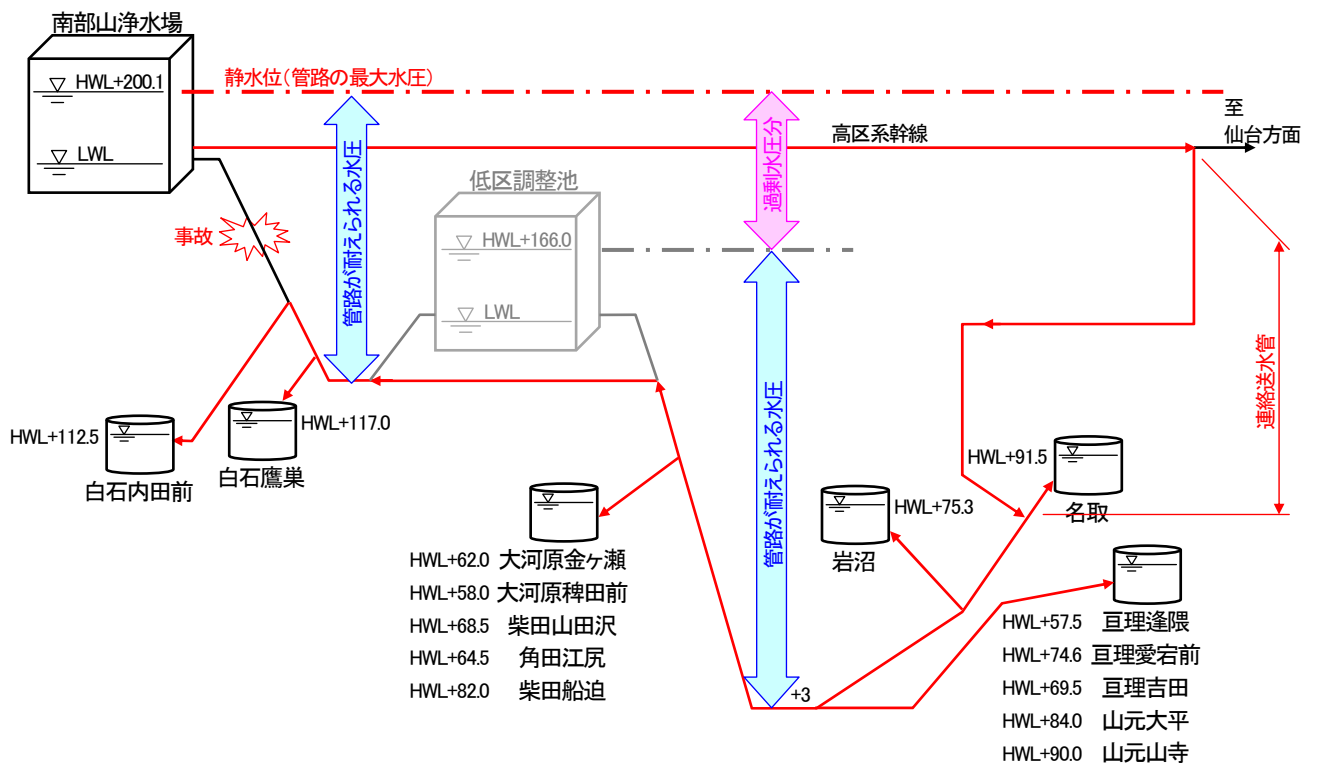 南部山浄水場
HWL+200.1
LWL
静水位(管路の最大水圧)
至
仙台方面
高区系幹線
管路が耐えられる水圧
過剰水圧分
低区調整池
HWL+166.0
LWL
事故
管路が耐えられる水圧
連絡送水管
HWL+112.5
白石内田前
HWL+117.0
白石鷹巣
HWL+91.5
名取
HWL+75.3
岩沼
HWL+62.0 大河原金ヶ瀬
HWL+58.0 大河原稗田前
HWL+68.5 柴田山田沢
HWL+64.5 角田江尻
HWL+82.0 柴田船迫
+3
HWL+57.5 亘理逢隈
HWL+74.6 亘理愛宕前
HWL+69.5 亘理吉田
HWL+84.0 山元大平
HWL+90.0 山元山寺